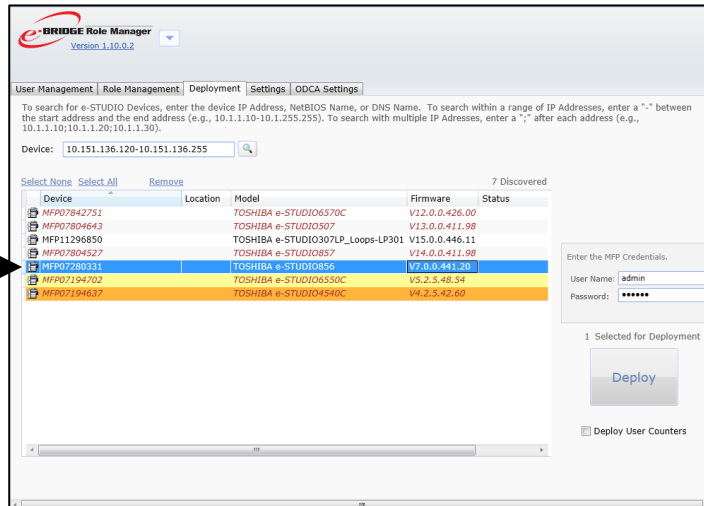 e-BRIDGE Role Manager
Version 1.10.0.2
User Management Role Management Deployment Settings ODCA Settings
To search for e-STUDIO Devices, enter the device IP Address, NetBIOS Name, or DNS Name. To search within a range of IP Addresses, enter a "-" between
the start address and the end address (e.g., 10.1.1.10-10.1.255.255). To search with multiple IP Adresses, enter a ";" after each address (e.g.,
10.1.1.10;10.1.1.20;10.1.1.30).
Device: 10.151.136.120-10.151.136.255
Select None Select All Remove 7 Discovered
Device Location Model Firmware Status
MFP07842751 TOSHIBA e-STUDIO6570C V12.0.0.426.00
MFP07804643 TOSHIBA e-STUDIO507 V13.0.0.411.98
MFP11296850 TOSHIBA e-STUDIO307LP_Loops-LP301 V15.0.0.446.11
MFP07804527 TOSHIBA e-STUDIO857 V14.0.0.411.98
MFP07280331 TOSHIBA e-STUDIO856 V7.0.0.441.20
MFP07194702 TOSHIBA e-STUDIO6550C V5.2.5.48.54
MFP07194637 TOSHIBA e-STUDIO4540C V4.2.5.42.60
Enter the MFP Credentials.
User Name: admin
Password: ••••••
1 Selected for Deployment
Deploy
Deploy User Counters